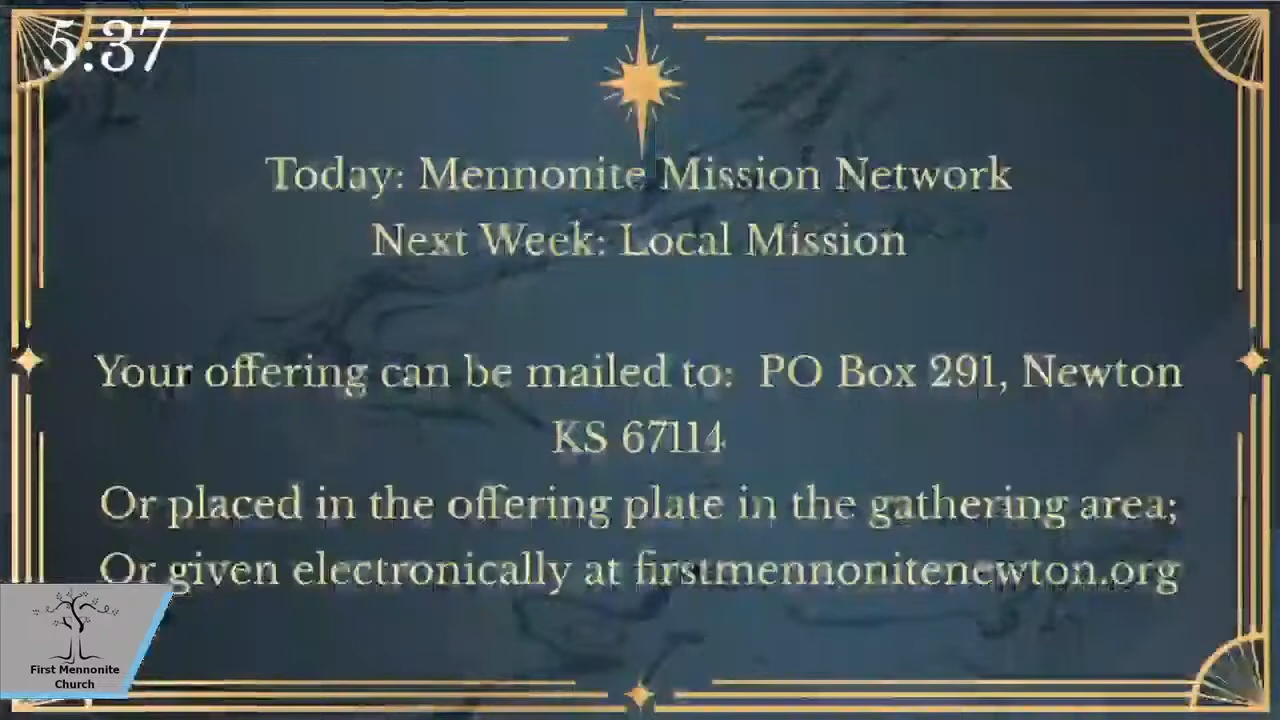 5:37
Today: Mennonite Mission Network
Next Week: Local Mission
Your offering can be mailed to: PO Box 291, Newton
KS 67114
Or placed in the offering plate in the gathering area;
Or given electronically at firstmennonitenewton.org
First Mennonite
Church